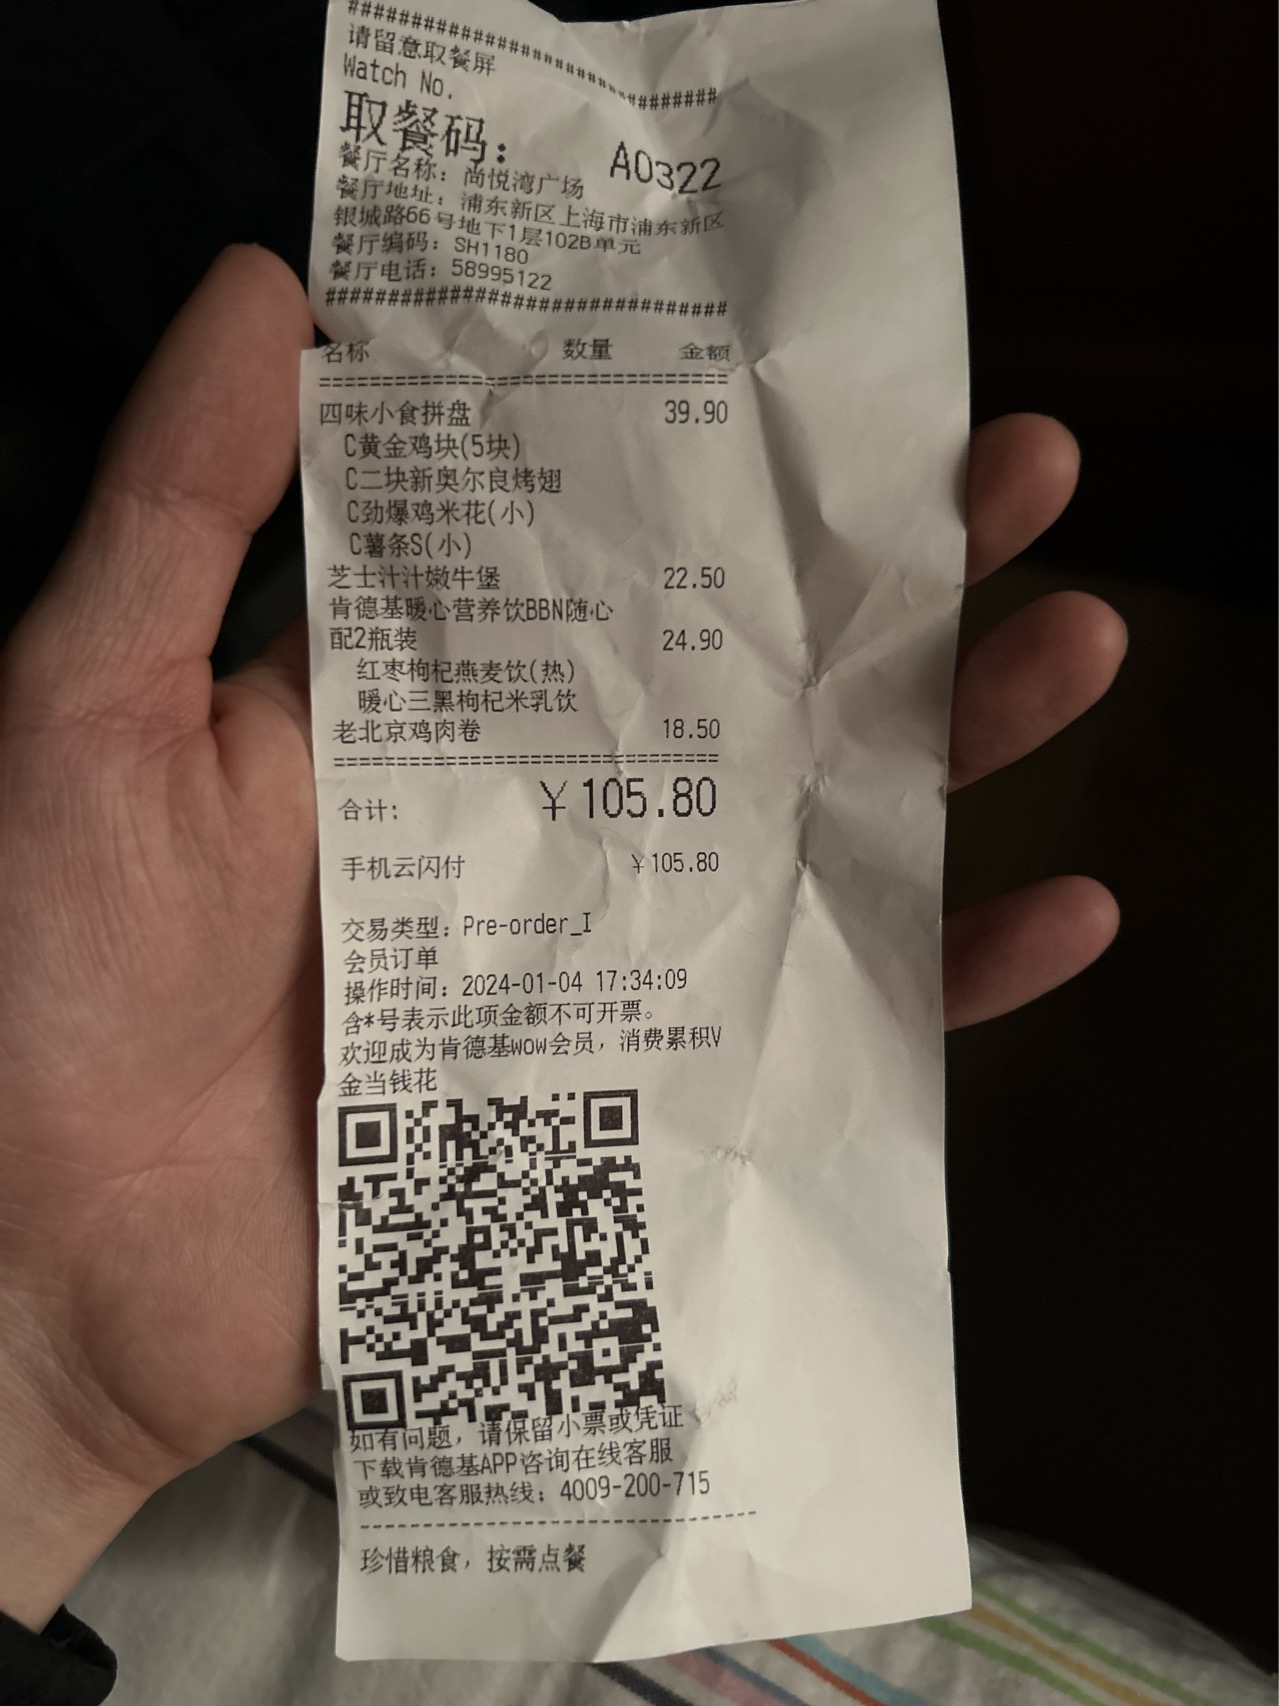 ################################
请留意取餐屏
Watch No.
取餐码： A0322
餐厅名称：尚悦湾广场
餐厅地址：浦东新区上海市浦东新区
银城路66号地下1层102B单元
餐厅编码：SH1180
餐厅电话：58995122
################################
名称 数量 金额
================================
四味小食拼盘 39.90
C黄金鸡块(5块)
C二块新奥尔良烤翅
C劲爆鸡米花(小)
C薯条S(小)
芝士汁汁嫩牛堡 22.50
肯德基暖心营养饮BBN随心
配2瓶装 24.90
红枣枸杞燕麦饮(热)
暖心三黑枸杞米乳饮
老北京鸡肉卷 18.50
================================
合计: ￥105.80
手机云闪付 ￥105.80
交易类型：Pre-order_I
会员订单
操作时间：2024-01-04 17:34:09
含*号表示此项金额不可开票。
欢迎成为肯德基wow会员，消费累积V
金当钱花
如有问题，请保留小票或凭证
下载肯德基APP咨询在线客服
或致电客服热线：4009-200-715
--------------------------------
珍惜粮食，按需点餐